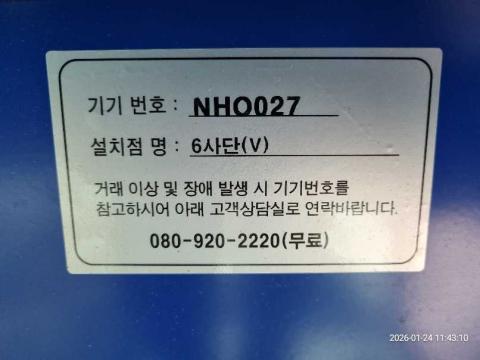 기기 번호 : NHO027
설치점 명 : 6사단(V)
거래 이상 및 장애 발생 시 기기번호를
참고하시어 아래 고객상담실로 연락바랍니다.
080-920-2220(무료)
2026-01-24 11:43:10